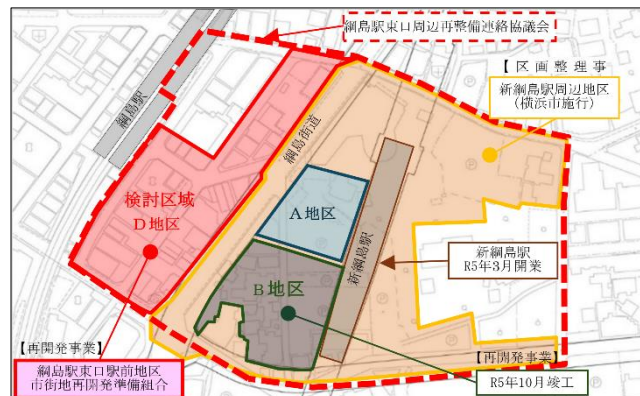 綱島駅東口周辺再整備連絡協議会
【区画整理事
新綱島駅周辺地区
(横浜市施行)
綱島駅
綱島街道
検討区域
D地区
A地区
新綱島駅
新綱島駅
R5年3月開業
B地区
【再開発事業】
綱島駅東口駅前地区
市街地再開発準備組合
【再開発事業】
R5年10月竣工